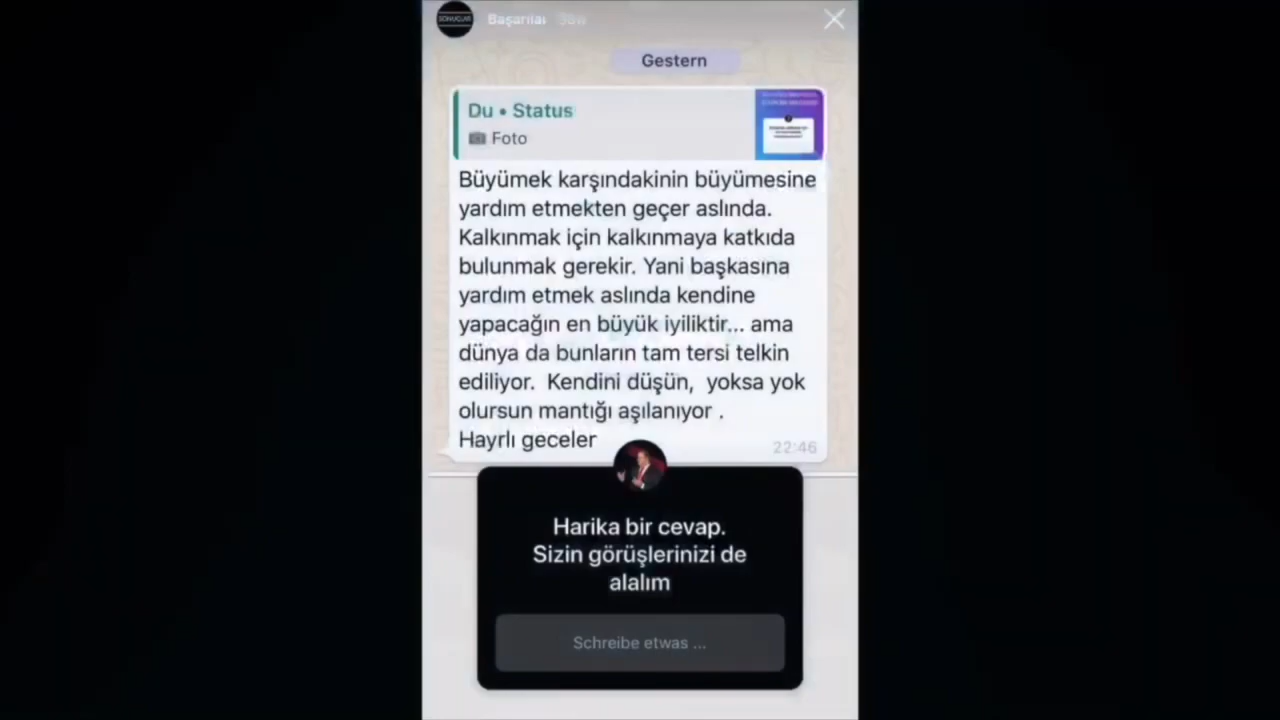 SONUÇLAR
Başarılar 98w
Gestern
Du • Status
Foto
Büyümek karşındakinin büyümesine
yardım etmekten geçer aslında.
Kalkınmak için kalkınmaya katkıda
bulunmak gerekir. Yani başkasına
yardım etmek aslında kendine
yapacağın en büyük iyiliktir... ama
dünya da bunların tam tersi telkin
ediliyor. Kendini düşün, yoksa yok
olursun mantığı aşılanıyor .
Hayrlı geceler
22:46
Harika bir cevap.
Sizin görüşlerinizi de
alalım
Schreibe etwas ...